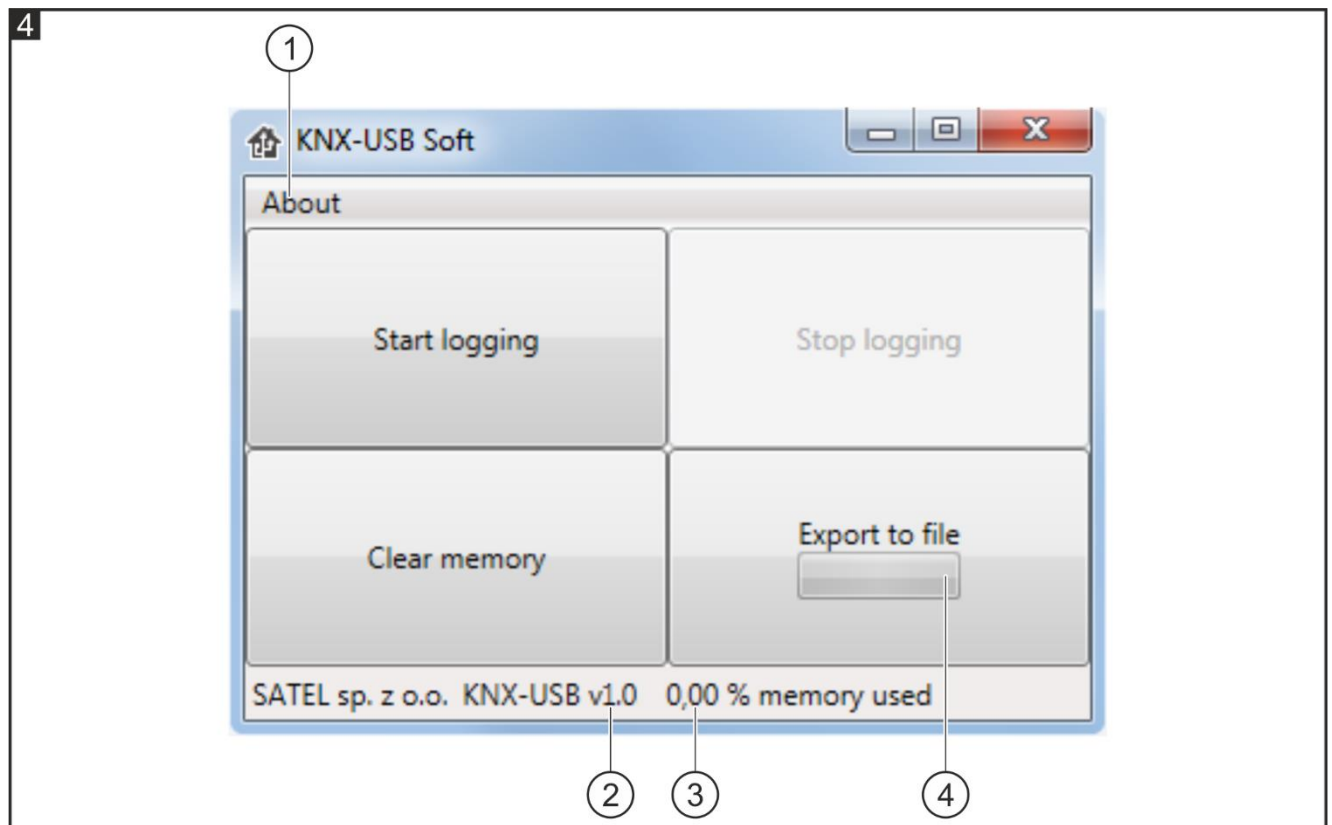 4
1
KNX-USB Soft
About
Start logging
Stop logging
Clear memory
Export to file
SATEL sp. z o.o. KNX-USB v1.0 0,00 % memory used
2 3 4